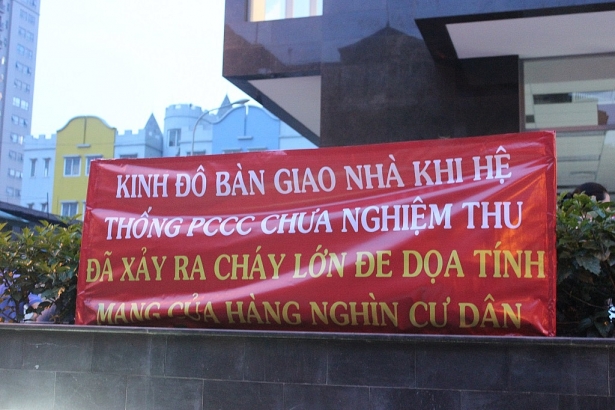 KINH ĐÔ BÀN GIAO NHÀ KHI HỆ
THỐNG PCCC CHƯA NGHIỆM THU
ĐÃ XẢY RA CHÁY LỚN ĐE DỌA TÍNH
MẠNG CỦA HÀNG NGHÌN CƯ DÂN